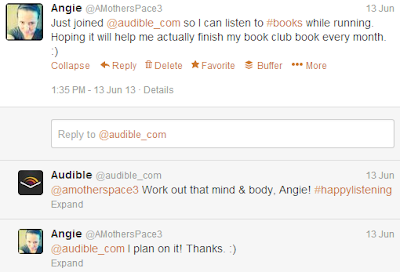 Angie @AMothersPace3 13 Jun
Just joined @audible_com so I can listen to #books while running.
Hoping it will help me actually finish my book club book every month.
:)
Collapse Reply Delete Favorite Buffer ••• More
1:35 PM - 13 Jun 13 · Details
Reply to @audible_com
Audible @audible_com 13 Jun
@amotherspace3 Work out that mind & body, Angie! #happylistening
Expand
Angie @AMothersPace3 13 Jun
@audible_com I plan on it! Thanks. :)
Expand